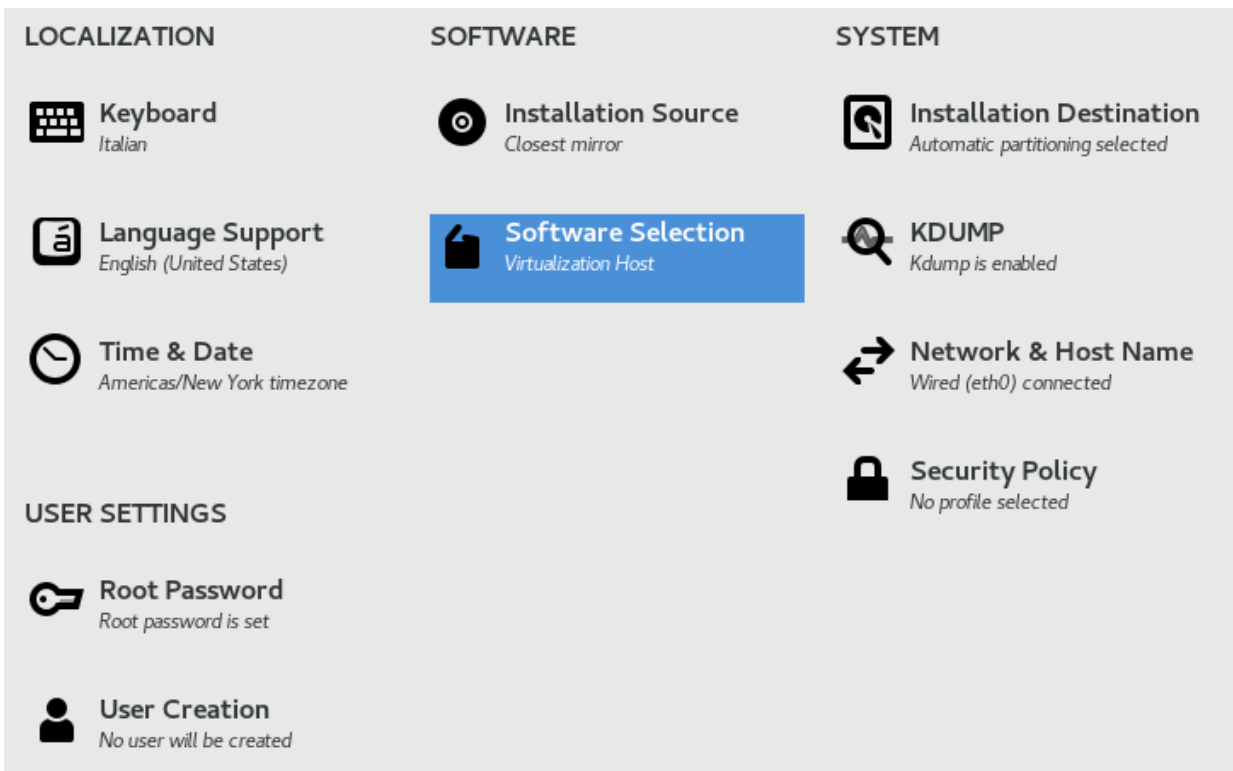 LOCALIZATION
Keyboard
Italian
Language Support
English (United States)
Time & Date
Americas/New York timezone
USER SETTINGS
Root Password
Root password is set
User Creation
No user will be created
SOFTWARE
Installation Source
Closest mirror
Software Selection
Virtualization Host
SYSTEM
Installation Destination
Automatic partitioning selected
KDUMP
Kdump is enabled
Network & Host Name
Wired (eth0) connected
Security Policy
No profile selected